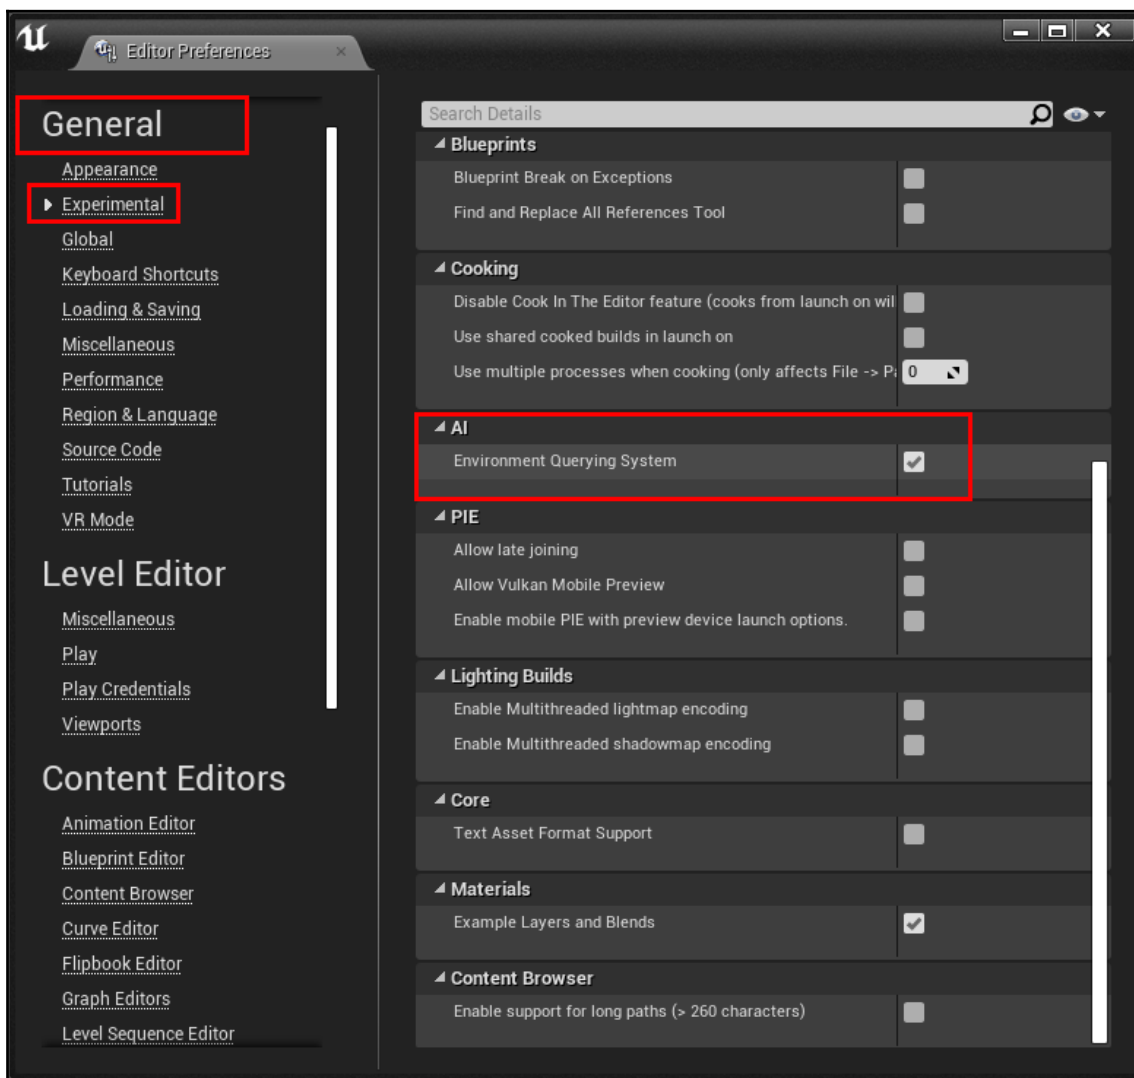 Editor Preferences
General
Appearance
Experimental
Global
Keyboard Shortcuts
Loading & Saving
Miscellaneous
Performance
Region & Language
Source Code
Tutorials
VR Mode
Level Editor
Miscellaneous
Play
Play Credentials
Viewports
Content Editors
Animation Editor
Blueprint Editor
Content Browser
Curve Editor
Flipbook Editor
Graph Editors
Level Sequence Editor
Search Details
Blueprints
Blueprint Break on Exceptions
Find and Replace All References Tool
Cooking
Disable Cook In The Editor feature (cooks from launch on wil
Use shared cooked builds in launch on
Use multiple processes when cooking (only affects File -> Pa 0
AI
Environment Querying System
PIE
Allow late joining
Allow Vulkan Mobile Preview
Enable mobile PIE with preview device launch options.
Lighting Builds
Enable Multithreaded lightmap encoding
Enable Multithreaded shadowmap encoding
Core
Text Asset Format Support
Materials
Example Layers and Blends
Content Browser
Enable support for long paths (> 260 characters)